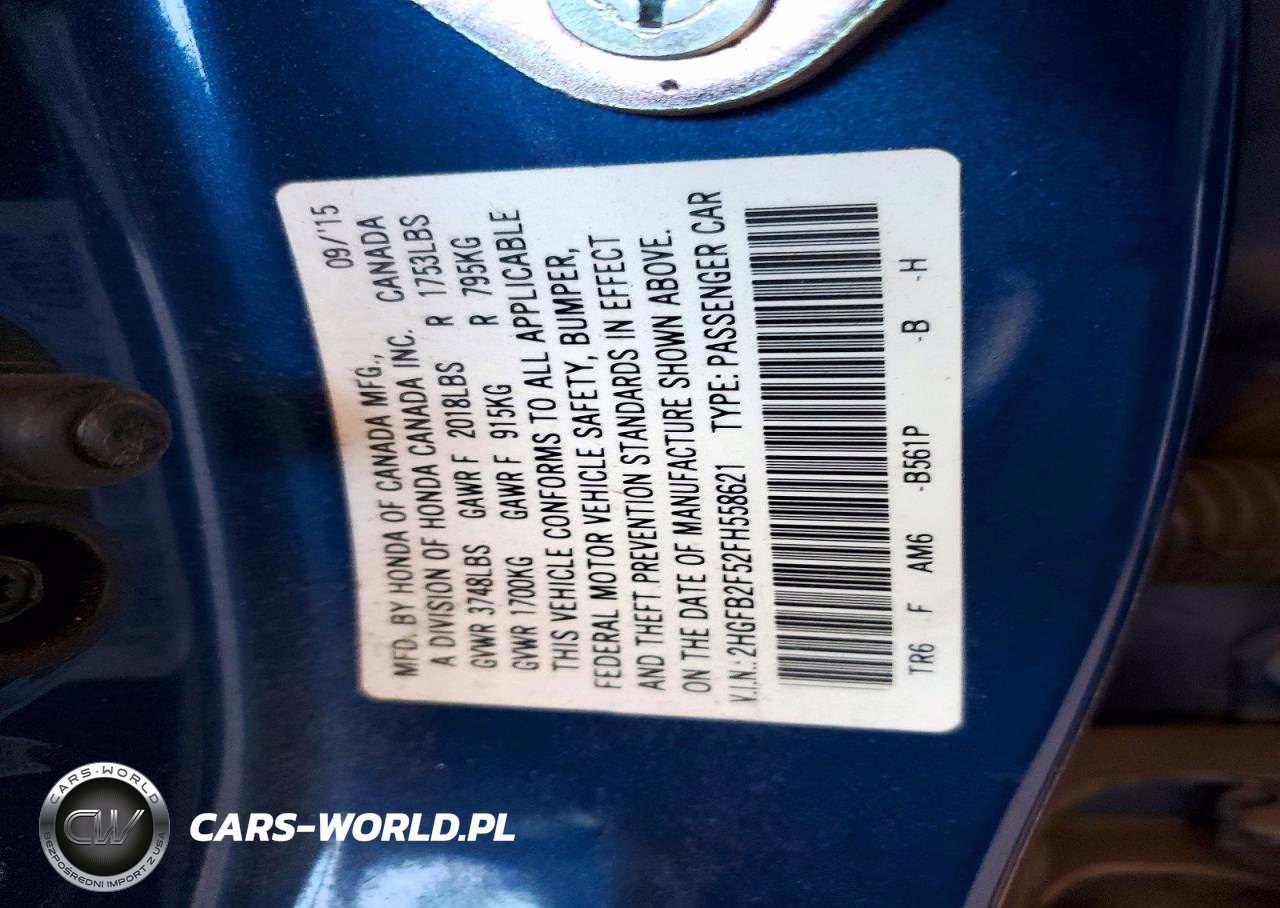 09/'15
MFD. BY HONDA OF CANADA MFG., CANADA
A DIVISION OF HONDA CANADA INC.
GVWR 3748LBS GAWR F 2018LBS R 1753LBS
GVWR 1700KG GAWR F 915KG R 795KG
THIS VEHICLE CONFORMS TO ALL APPLICABLE
FEDERAL MOTOR VEHICLE SAFETY, BUMPER,
AND THEFT PREVENTION STANDARDS IN EFFECT
ON THE DATE OF MANUFACTURE SHOWN ABOVE.
V.I.N.: 2HGFB2F52FH558621 TYPE: PASSENGER CAR
TR6 F AM6 -B561P -B -H
CARS-WORLD
CW
BEZPOŚREDNI IMPORT Z USA
CARS-WORLD.PL